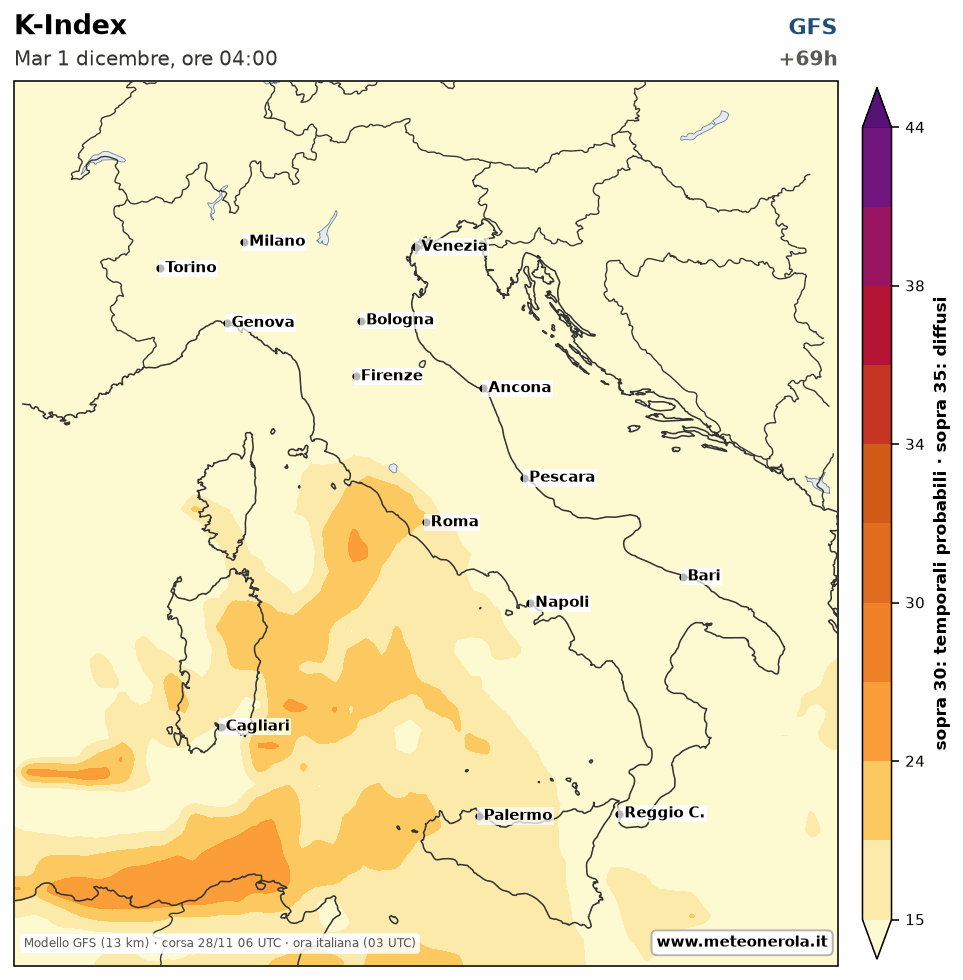 K-Index
GFS
Mar 1 dicembre, ore 04:00
+69h
44
38
34
30
24
15
sopra 30: temporali probabili · sopra 35: diffusi
Milano
Venezia
Torino
Genova
Bologna
Firenze
Ancona
Pescara
Roma
Bari
Napoli
Cagliari
Palermo
Reggio C.
Modello GFS (13 km) · corsa 28/11 06 UTC · ora italiana (03 UTC)
www.meteonerola.it